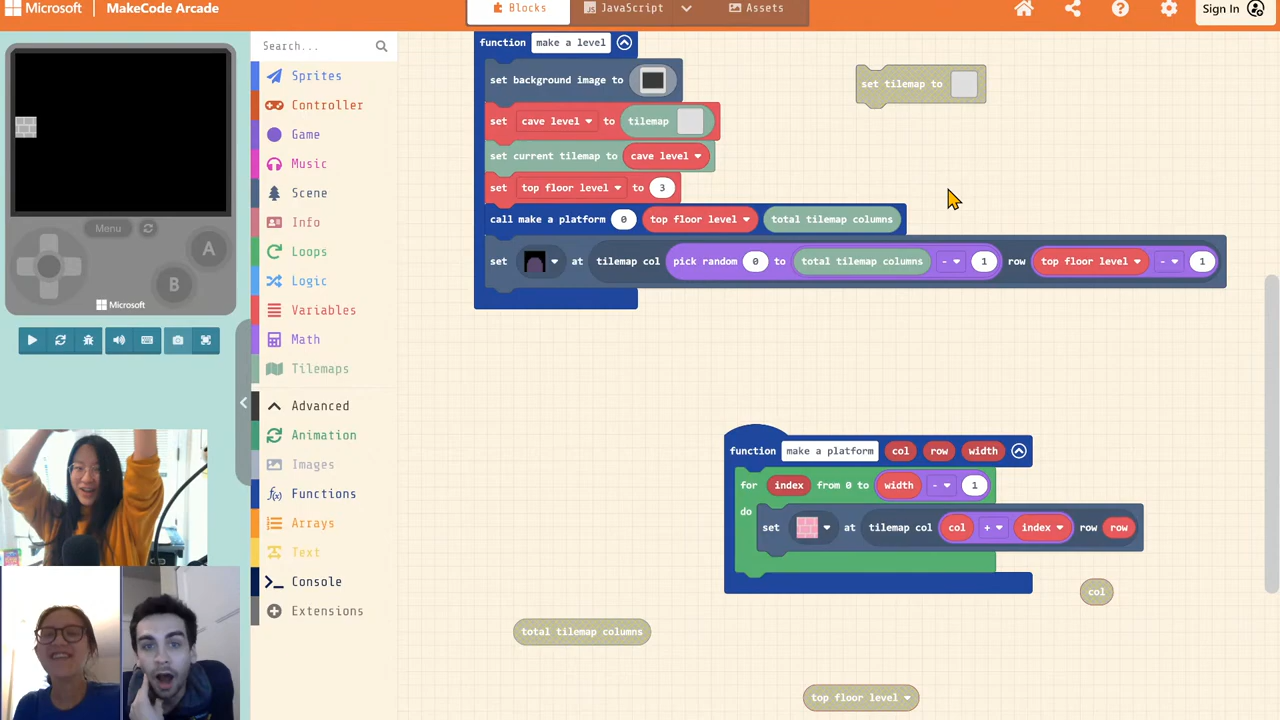 Microsoft MakeCode Arcade Blocks JavaScript Assets Sign In
Menu
A
B
Microsoft
Search...
Sprites
Controller
Game
Music
Scene
Info
Loops
Logic
Variables
Math
Tilemaps
Advanced
Animation
Images
Functions
Arrays
Text
Console
Extensions
function make a level
set background image to
set cave level to tilemap
set current tilemap to cave level
set top floor level to 3
call make a platform 0 top floor level total tilemap columns
set at tilemap col pick random 0 to total tilemap columns - 1 row top floor level - 1
set tilemap to
function make a platform col row width
for index from 0 to width - 1
do
set at tilemap col col + index row row
col
total tilemap columns
top floor level